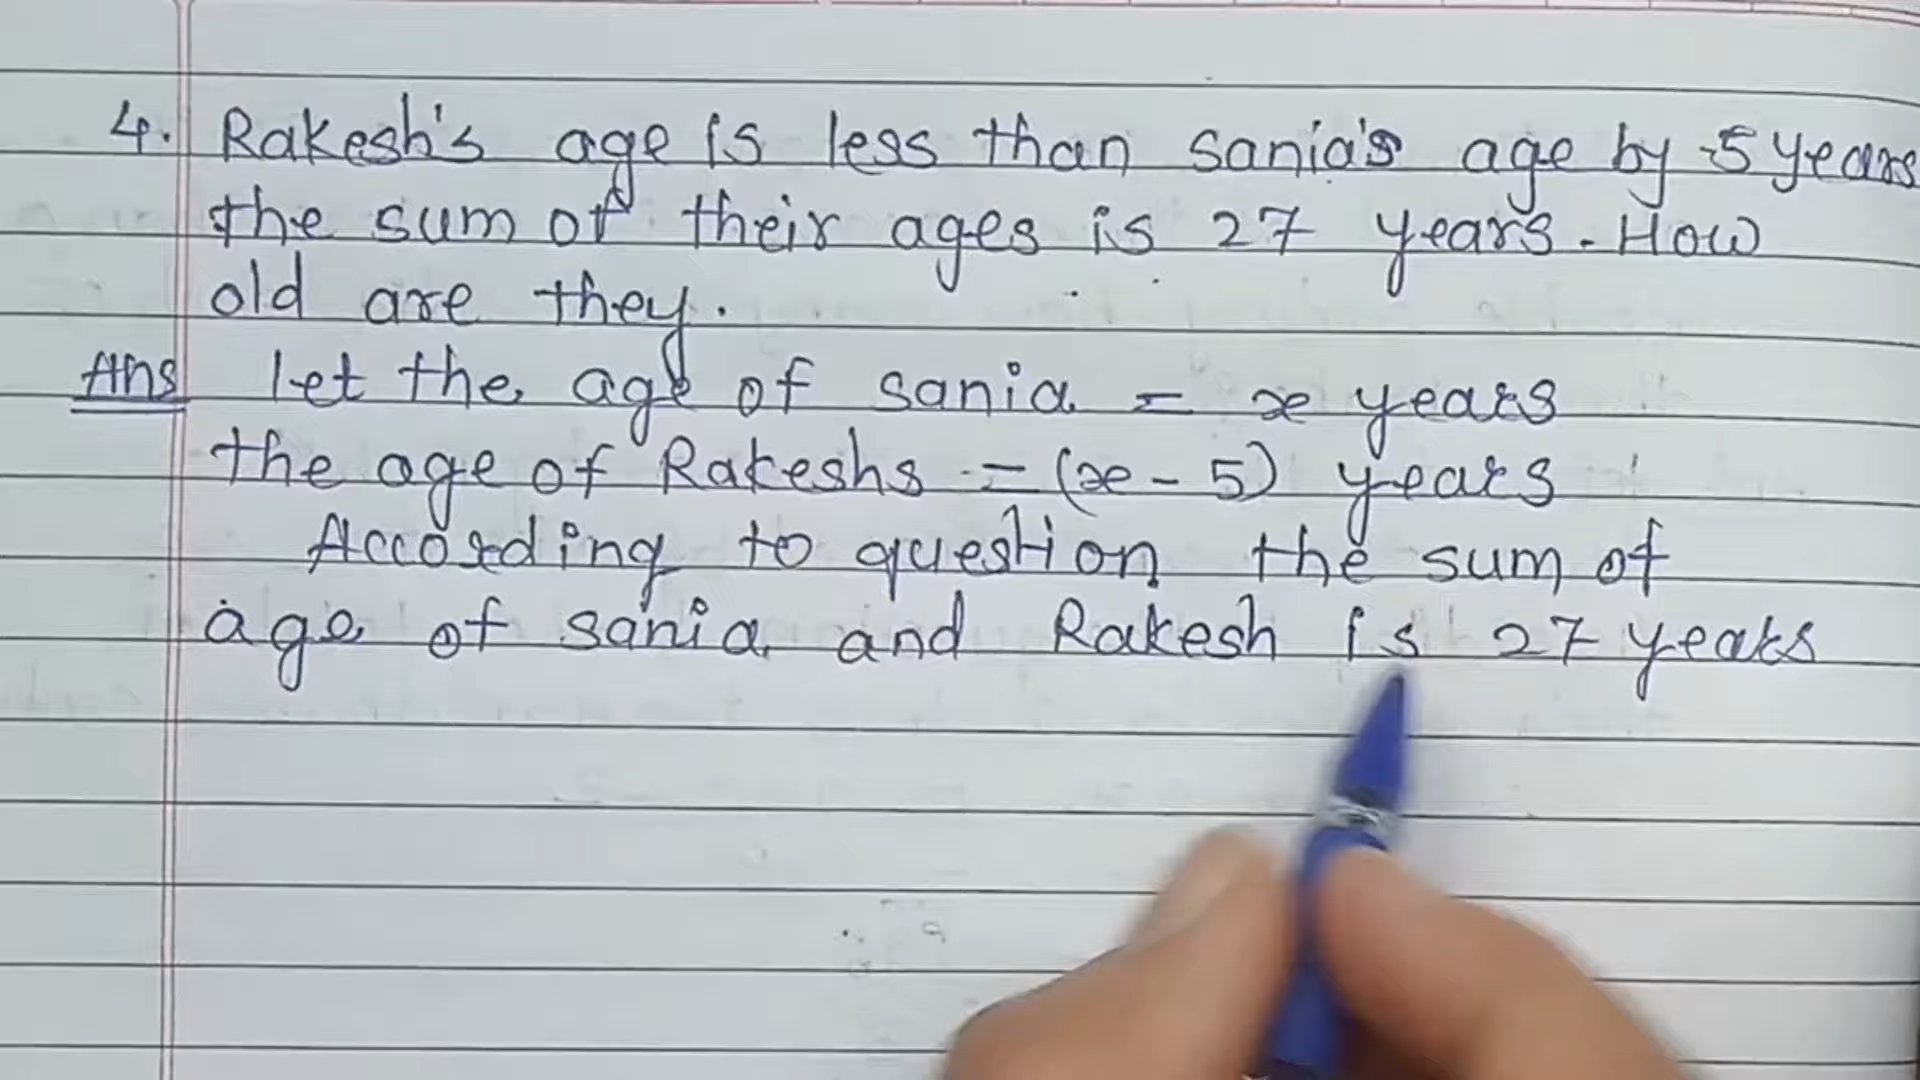 4. Rakesh's age is less than sania's age by 5 years
the sum of their ages is 27 years. How
old are they.
Ans let the age of sania = x years
the age of Rakeshs = (x - 5) years
According to question the sum of
age of sania and Rakesh is 27 years